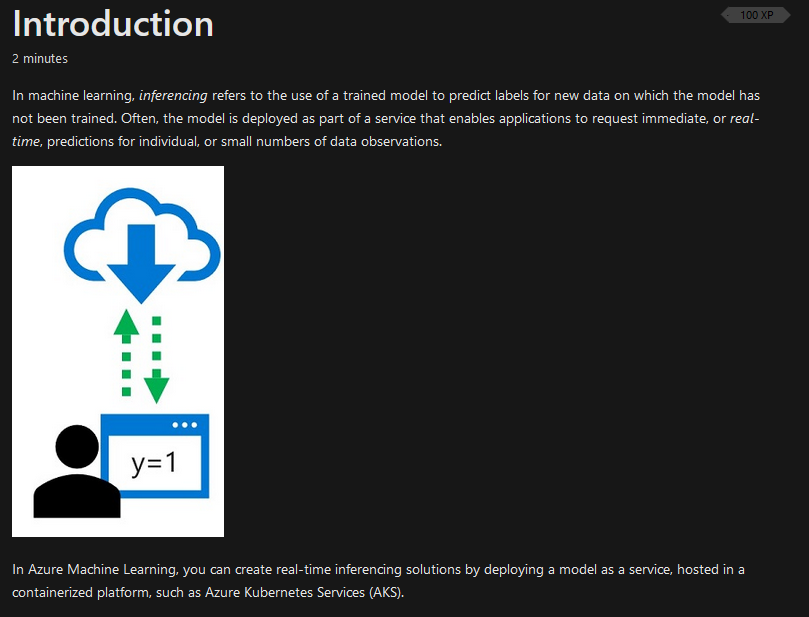 Introduction
100 XP
2 minutes
In machine learning, inferencing refers to the use of a trained model to predict labels for new data on which the model has
not been trained. Often, the model is deployed as part of a service that enables applications to request immediate, or real-
time, predictions for individual, or small numbers of data observations.
y=1
In Azure Machine Learning, you can create real-time inferencing solutions by deploying a model as a service, hosted in a
containerized platform, such as Azure Kubernetes Services (AKS).